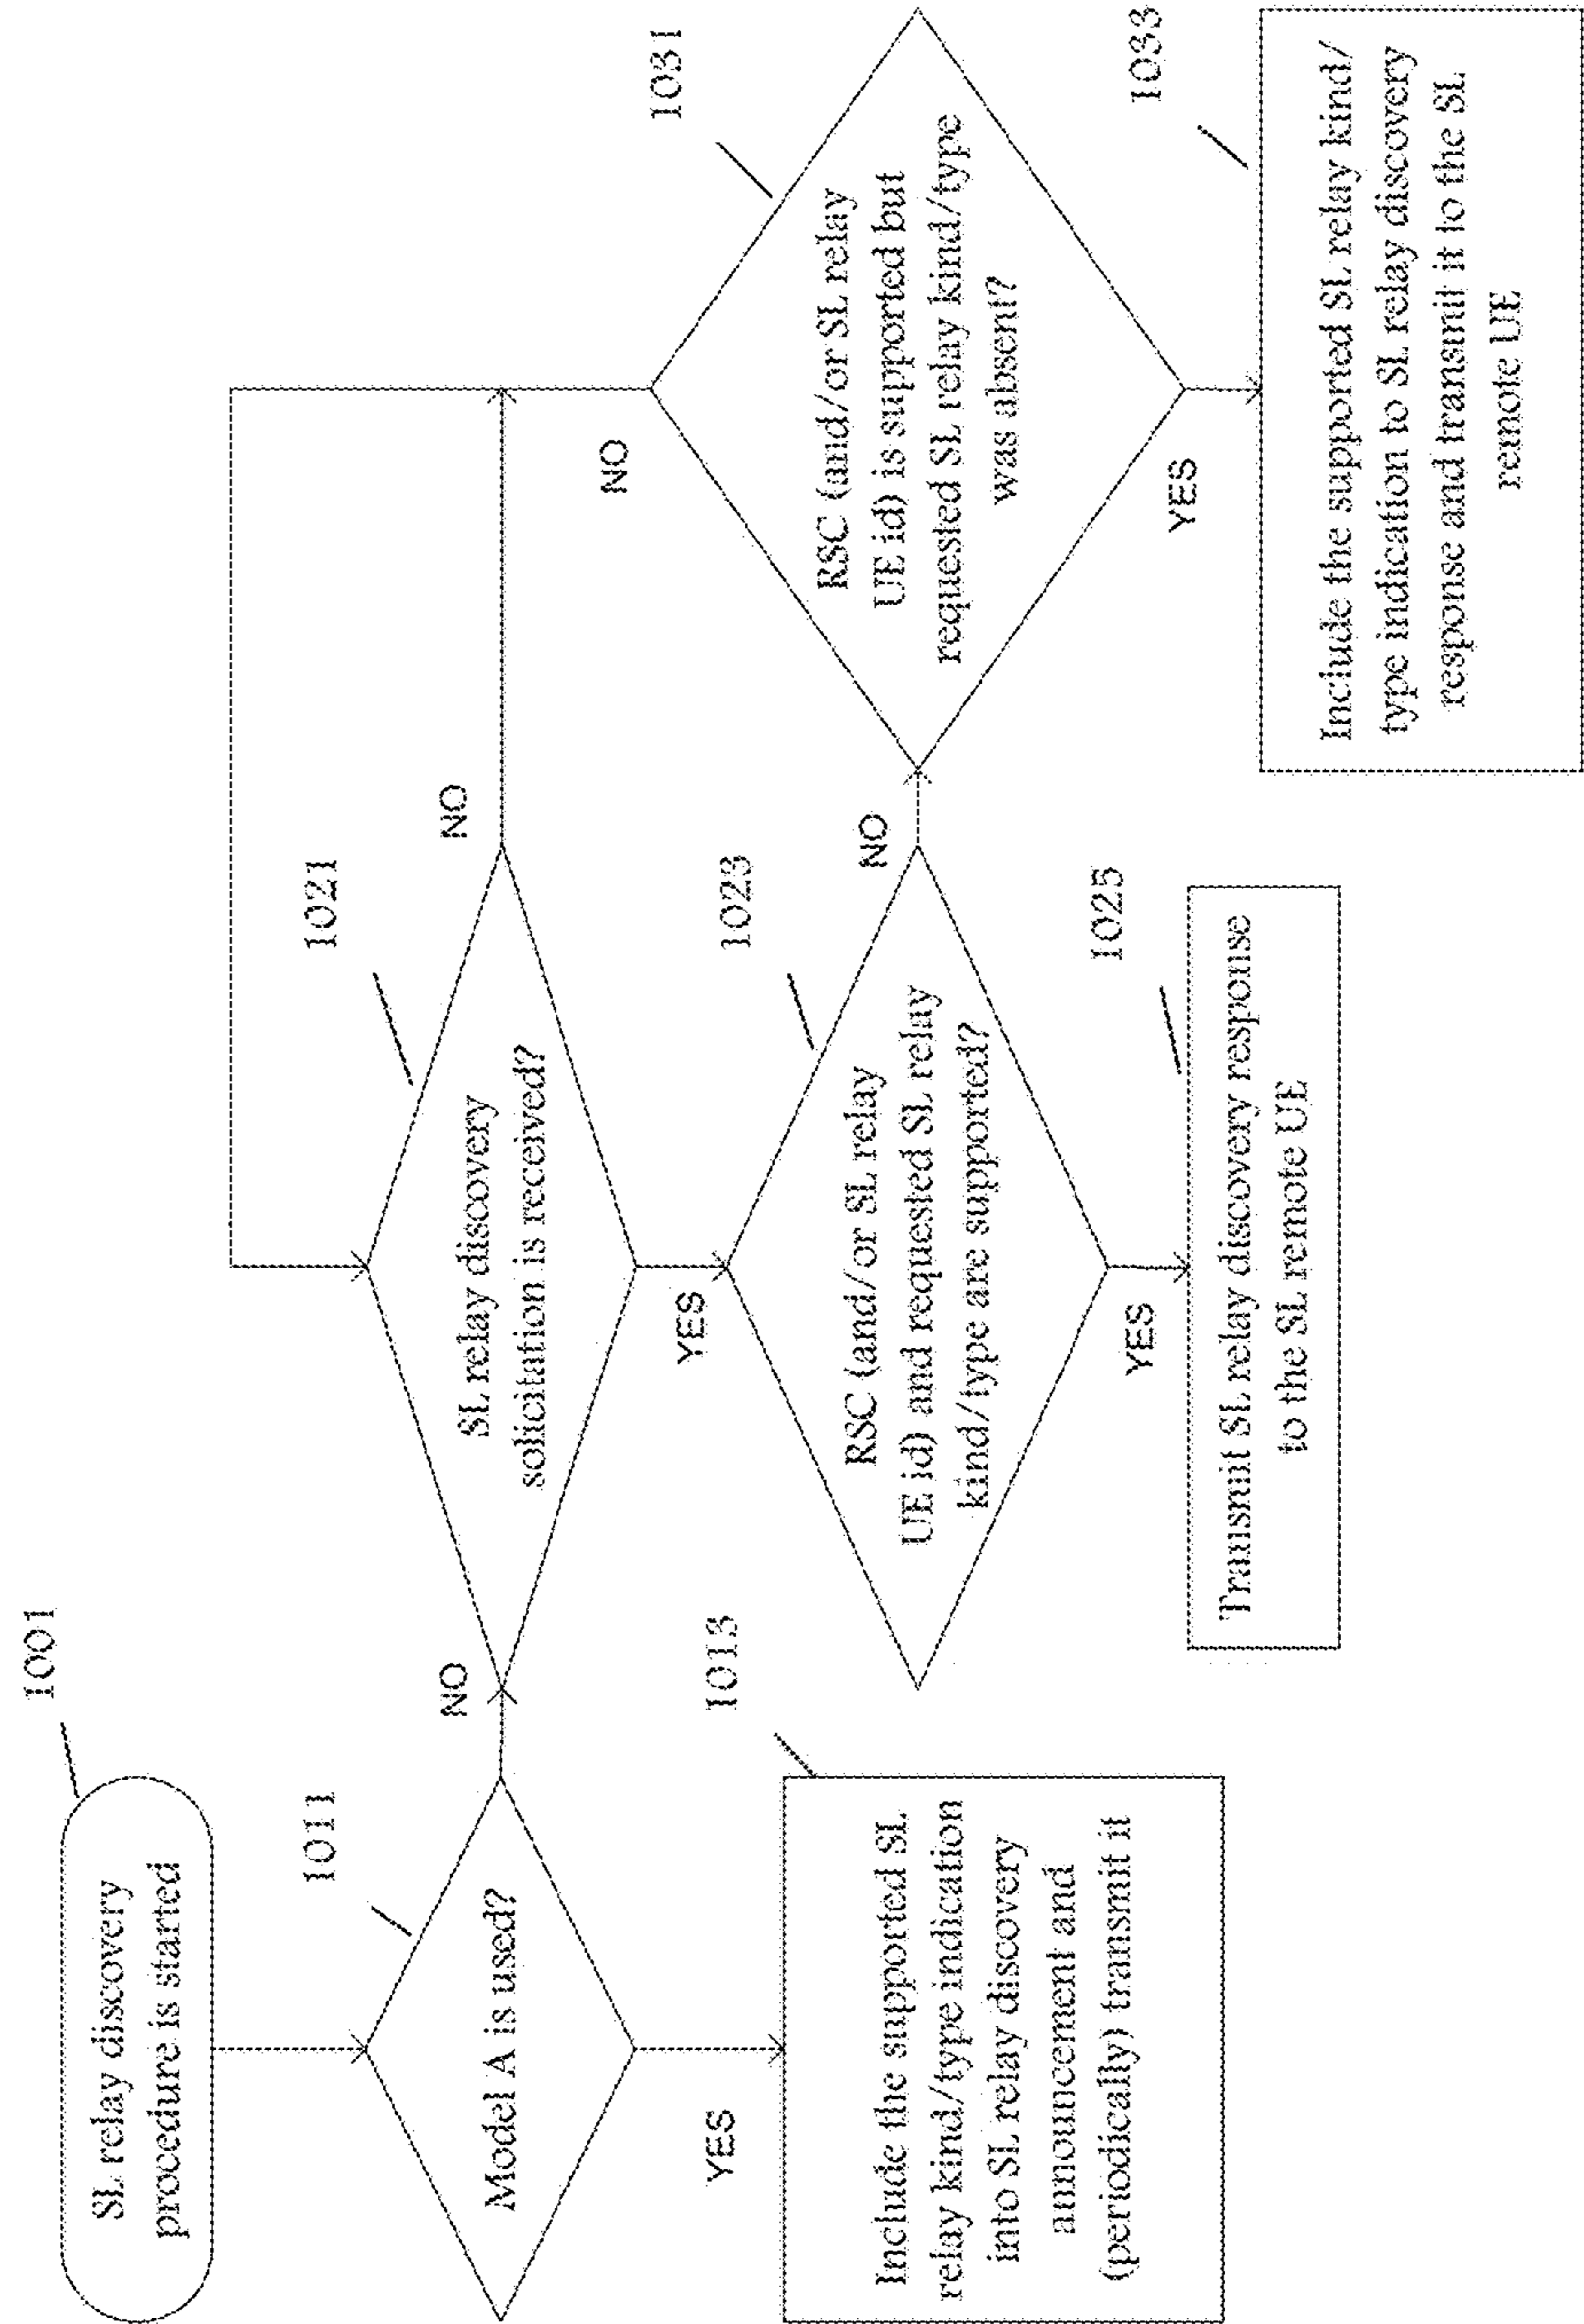 1001
SL relay discovery
procedure is started
1011
Model A is used?
NO
YES
1013
Include the supported SL
relay kind/type indication
into SL relay discovery
announcement and
(periodically) transmit it
1021
SL relay discovery
solicitation is received?
NO
YES
1023
RSC (and/or SL relay
UE id) and requested SL relay
kind/type are supported?
NO
YES
1025
Transmit SL relay discovery response
to the SL remote UE
1031
RSC (and/or SL relay
UE id) is supported but
requested SL relay kind/type
was absent?
NO
YES
1033
Include the supported SL relay kind/
type indication to SL relay discovery
response and transmit it to the SL
remote UE